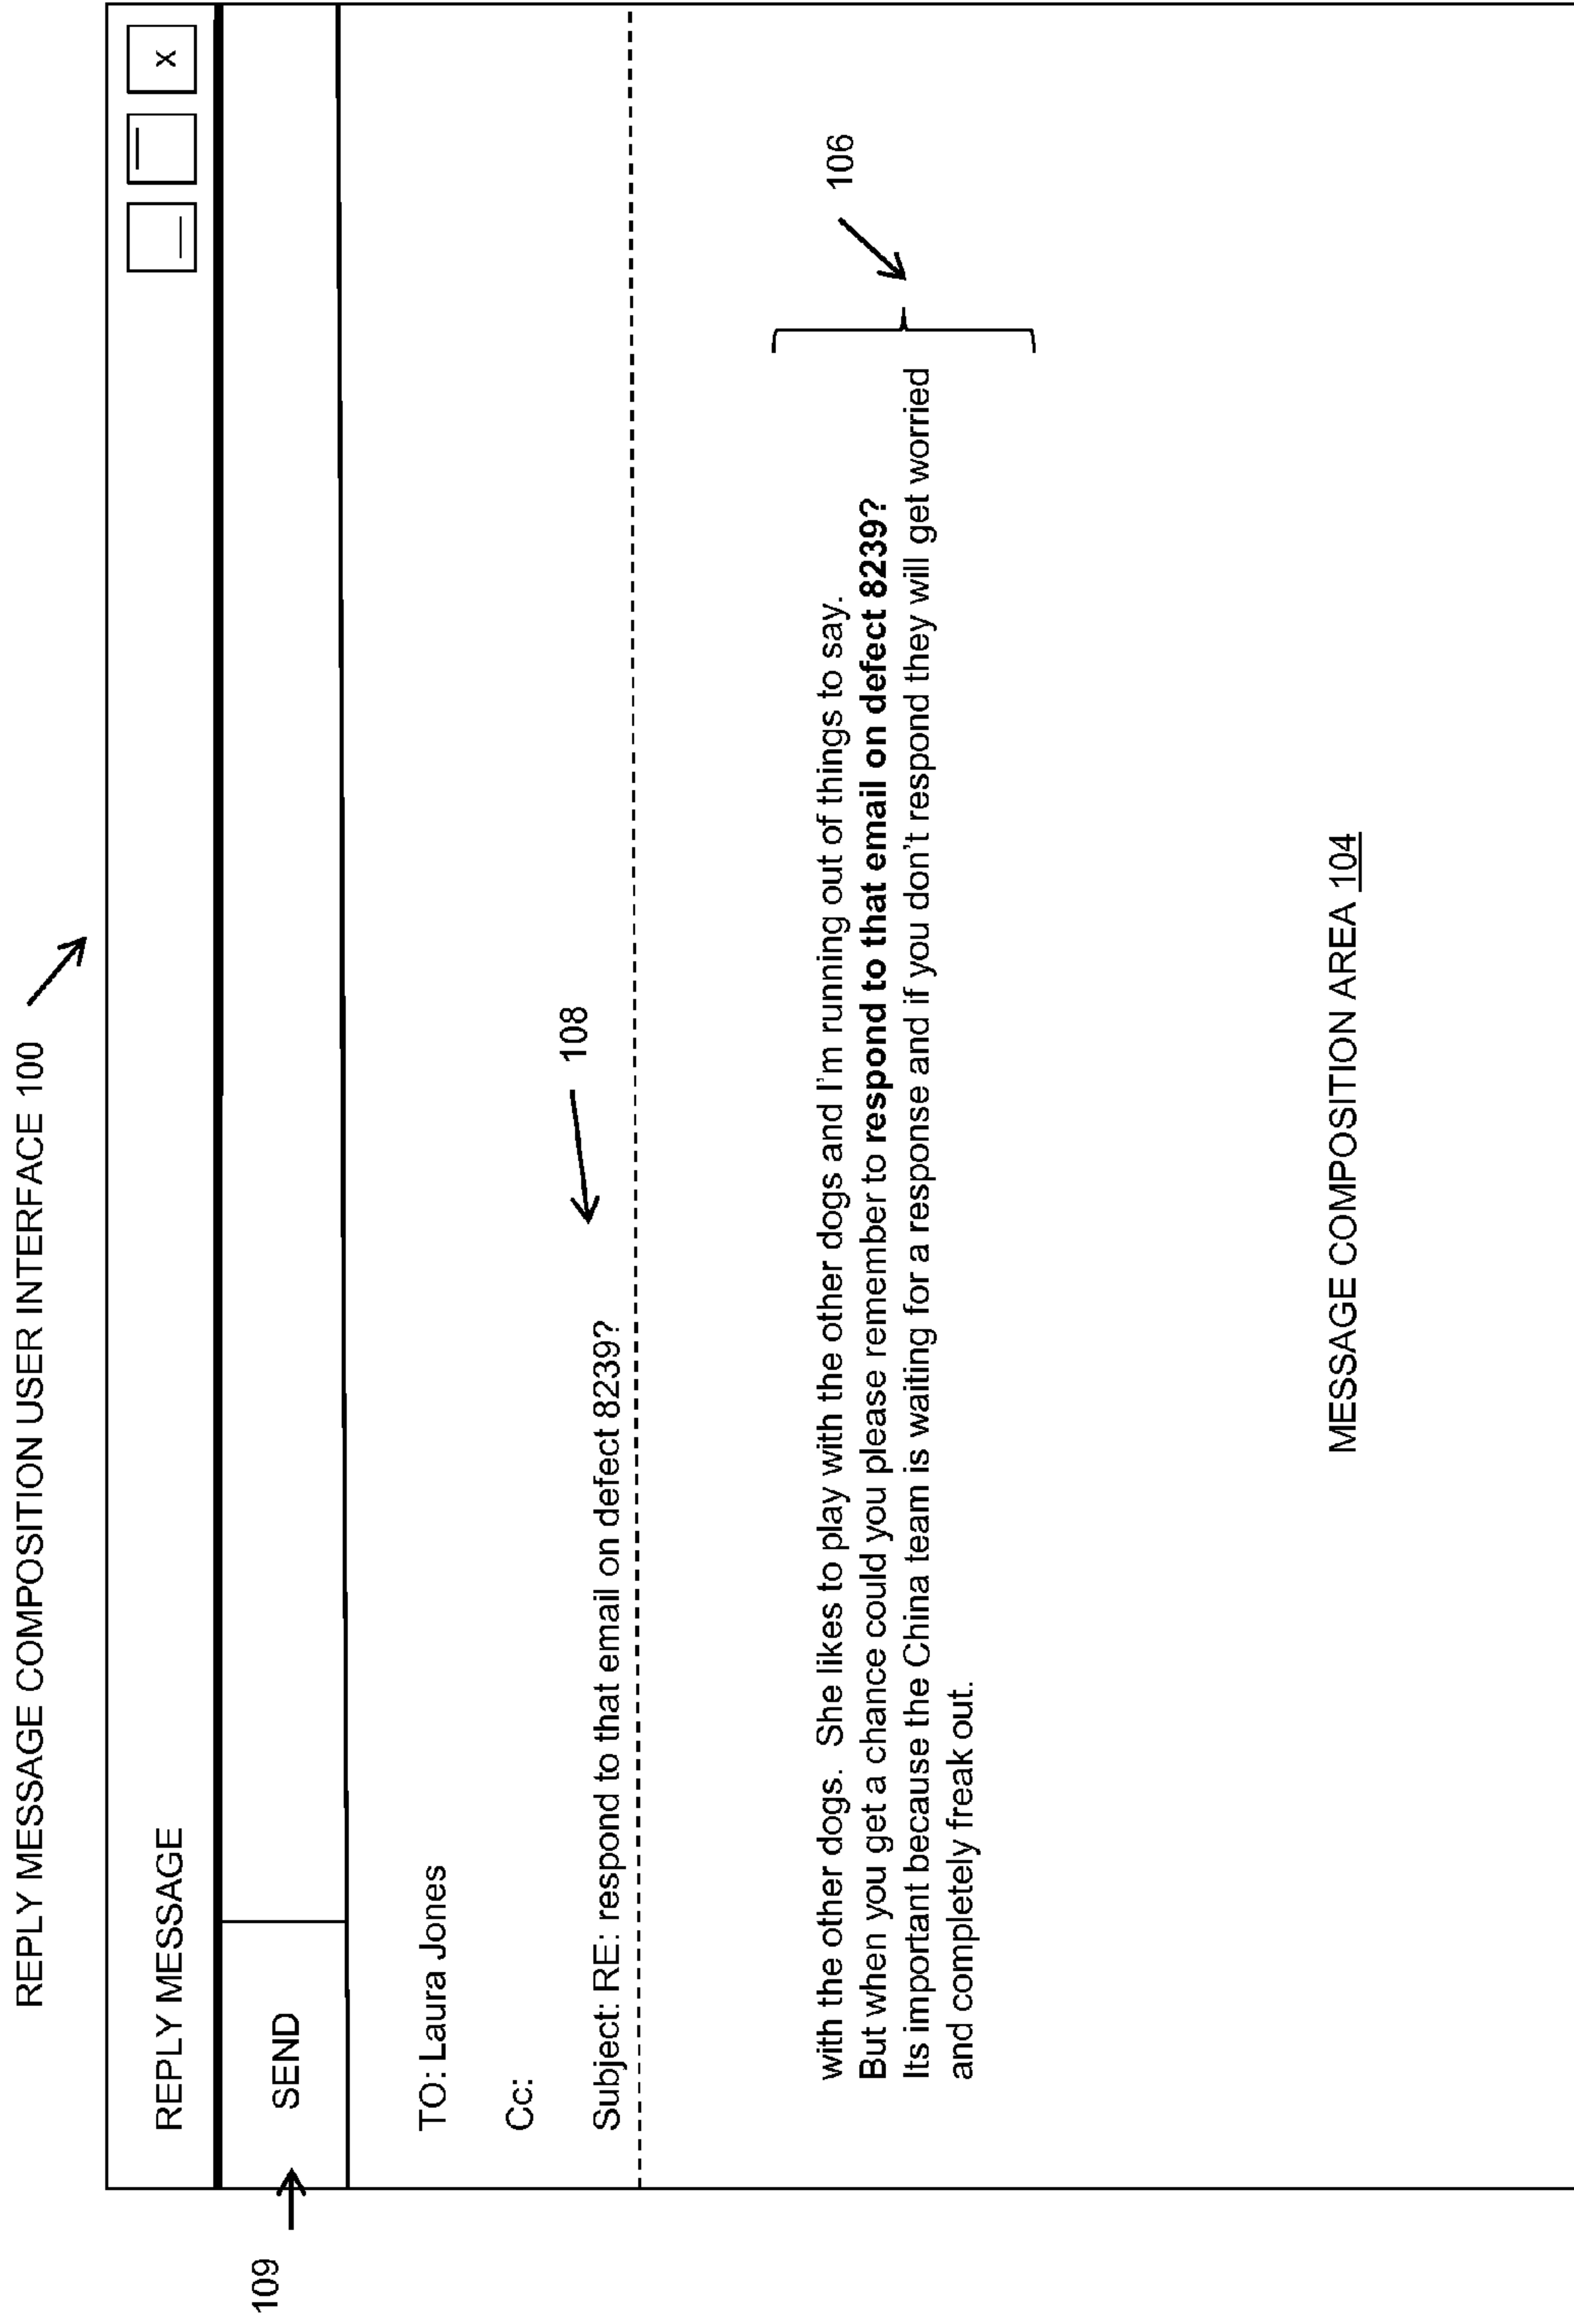 REPLY MESSAGE COMPOSITION USER INTERFACE 100
REPLY MESSAGE
X
109
SEND
TO: Laura Jones
Cc:
108
Subject: RE: respond to that email on defect 8239?
106
with the other dogs.  She likes to play with the other dogs and I'm running out of things to say.
But when you get a chance could you please remember to respond to that email on defect 8239?
Its important because the China team is waiting for a response and if you don't respond they will get worried
and completely freak out.
MESSAGE COMPOSITION AREA 104